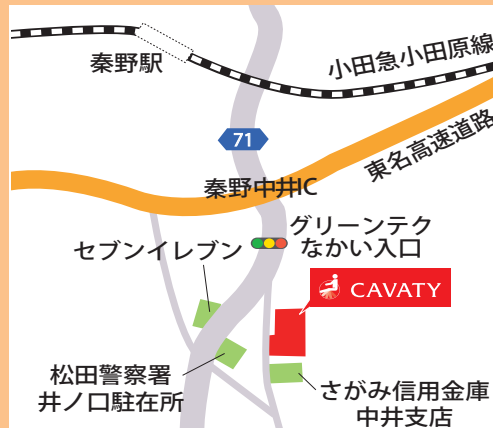 小田急小田原線
秦野駅
71
東名高速道路
秦野中井IC
グリーンテク
なかい入口
セブンイレブン
CAVATY
松田警察署
井ノ口駐在所
さがみ信用金庫
中井支店